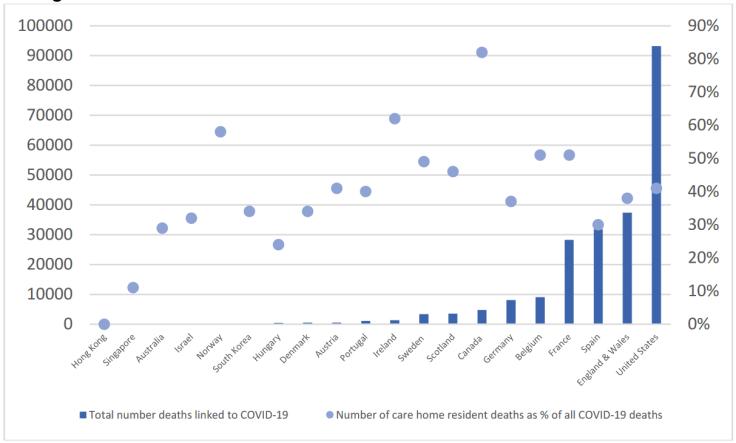 100000
90000
80000
70000
60000
50000
40000
30000
20000
10000
0
90%
80%
70%
60%
50%
40%
30%
20%
10%
0%
Hong Kong
Singapore
Australia
Israel
Norway
South Korea
Hungary
Denmark
Austria
Portugal
Ireland
Sweden
Scotland
Canada
Germany
Belgium
France
Spain
England & Wales
United States
Total number deaths linked to COVID-19
Number of care home resident deaths as % of all COVID-19 deaths